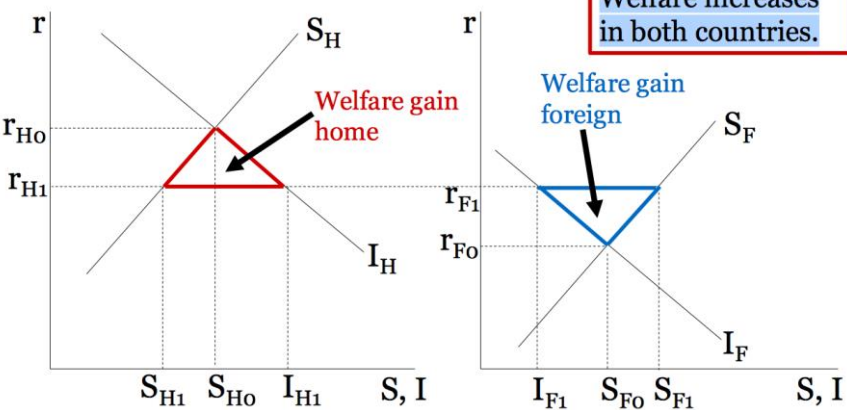 Welfare increases
in both countries.
r
S_H
Welfare gain
home
r_H0
r_H1
I_H
S_H1 S_H0 I_H1 S, I
r
Welfare gain
foreign
S_F
r_F1
r_F0
I_F
I_F1 S_F0 S_F1 S, I